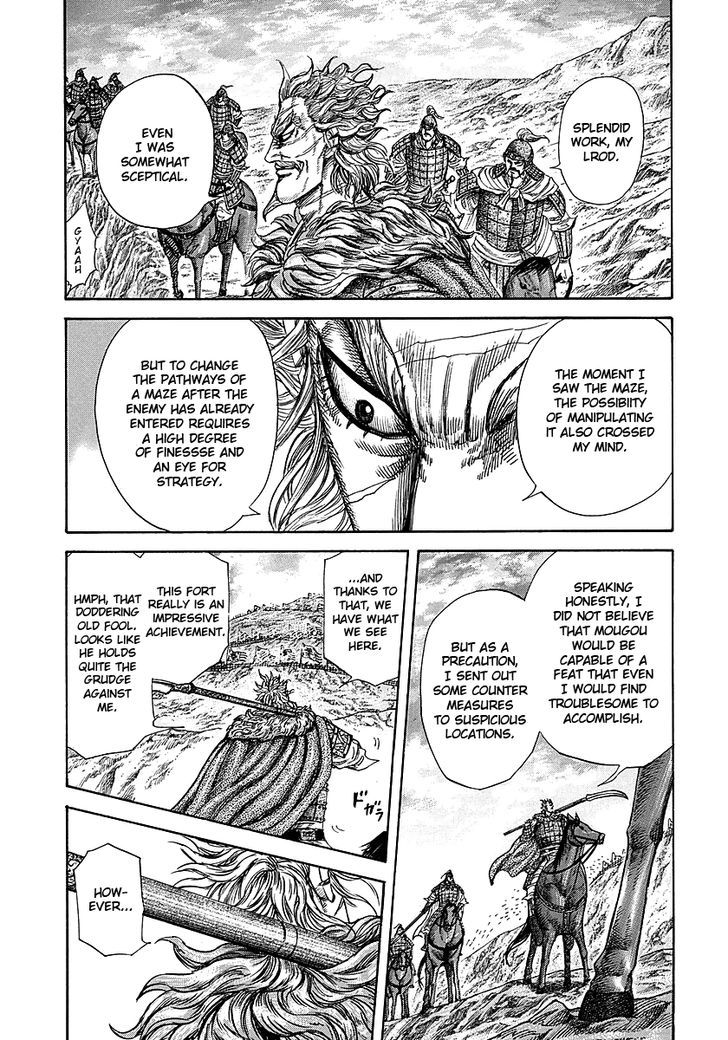 SPLENDID
WORK, MY
LROD.
EVEN
I WAS
SOMEWHAT
SCEPTICAL.
GYAAH
THE MOMENT I
SAW THE MAZE,
THE POSSIBIITY
OF MANIPULATING
IT ALSO CROSSED
MY MIND.
BUT TO CHANGE
THE PATHWAYS OF
A MAZE AFTER THE
ENEMY HAS ALREADY
ENTERED REQUIRES
A HIGH DEGREE
OF FINESSSE AND
AN EYE FOR
STRATEGY.
SPEAKING
HONESTLY, I
DID NOT BELIEVE
THAT MOUGOU
WOULD BE
CAPABLE OF A
FEAT THAT EVEN
I WOULD FIND
TROUBLESOME TO
ACCOMPLISH.
BUT AS A
PRECAUTION,
I SENT OUT
SOME COUNTER
MEASURES
TO SUSPICIOUS
LOCATIONS.
...AND
THANKS TO
THAT, WE
HAVE WHAT
WE SEE
HERE.
THIS FORT
REALLY IS AN
IMPRESSIVE
ACHIEVEMENT.
HMPH, THAT
DODDERING
OLD FOOL.
LOOKS LIKE
HE HOLDS
QUITE THE
GRUDGE
AGAINST
ME.
ドガラ
HOW-
EVER...